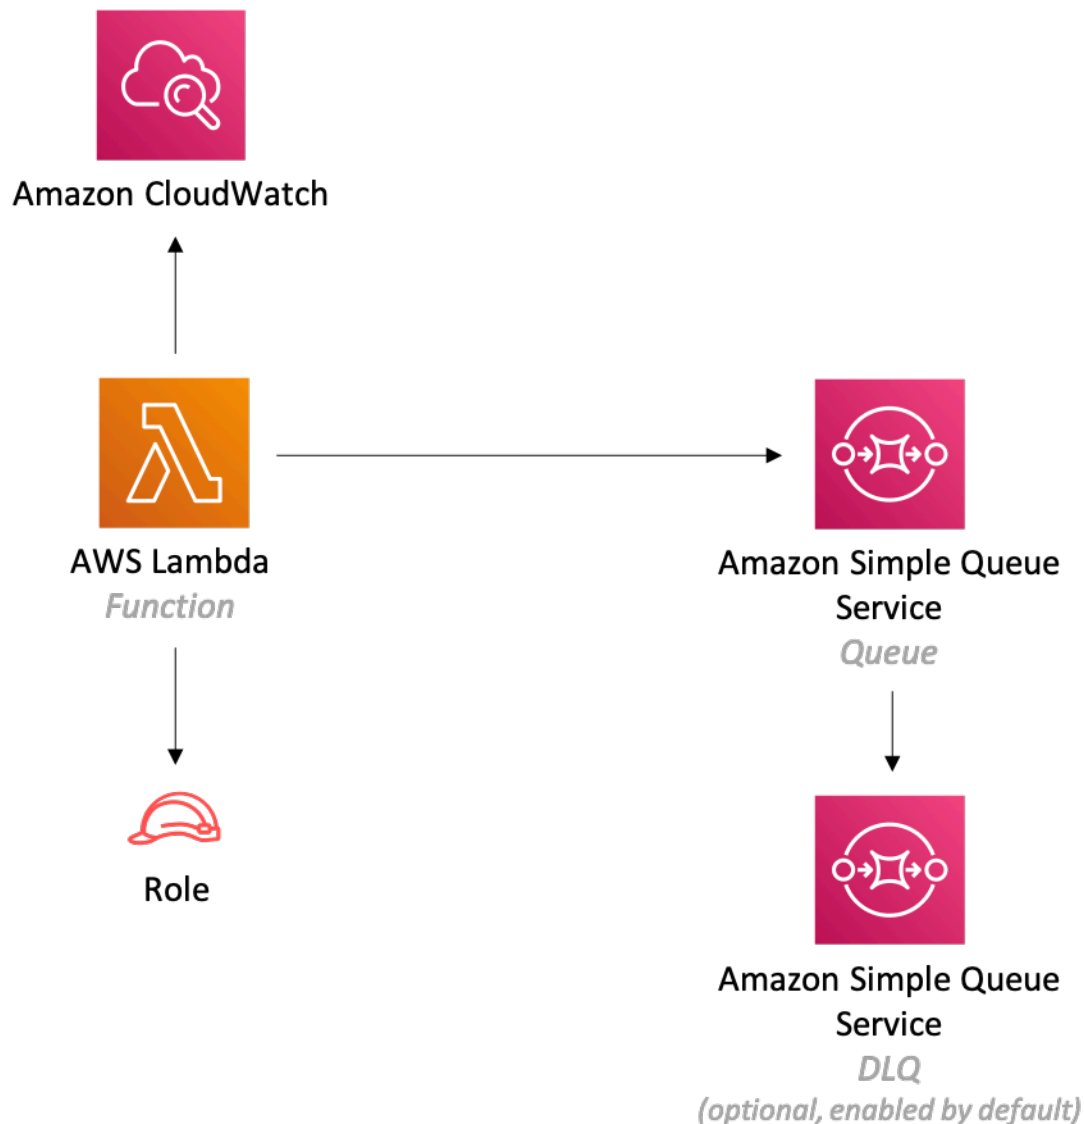 Amazon CloudWatch
AWS Lambda
Function
Amazon Simple Queue
Service
Queue
Role
Amazon Simple Queue
Service
DLQ
(optional, enabled by default)